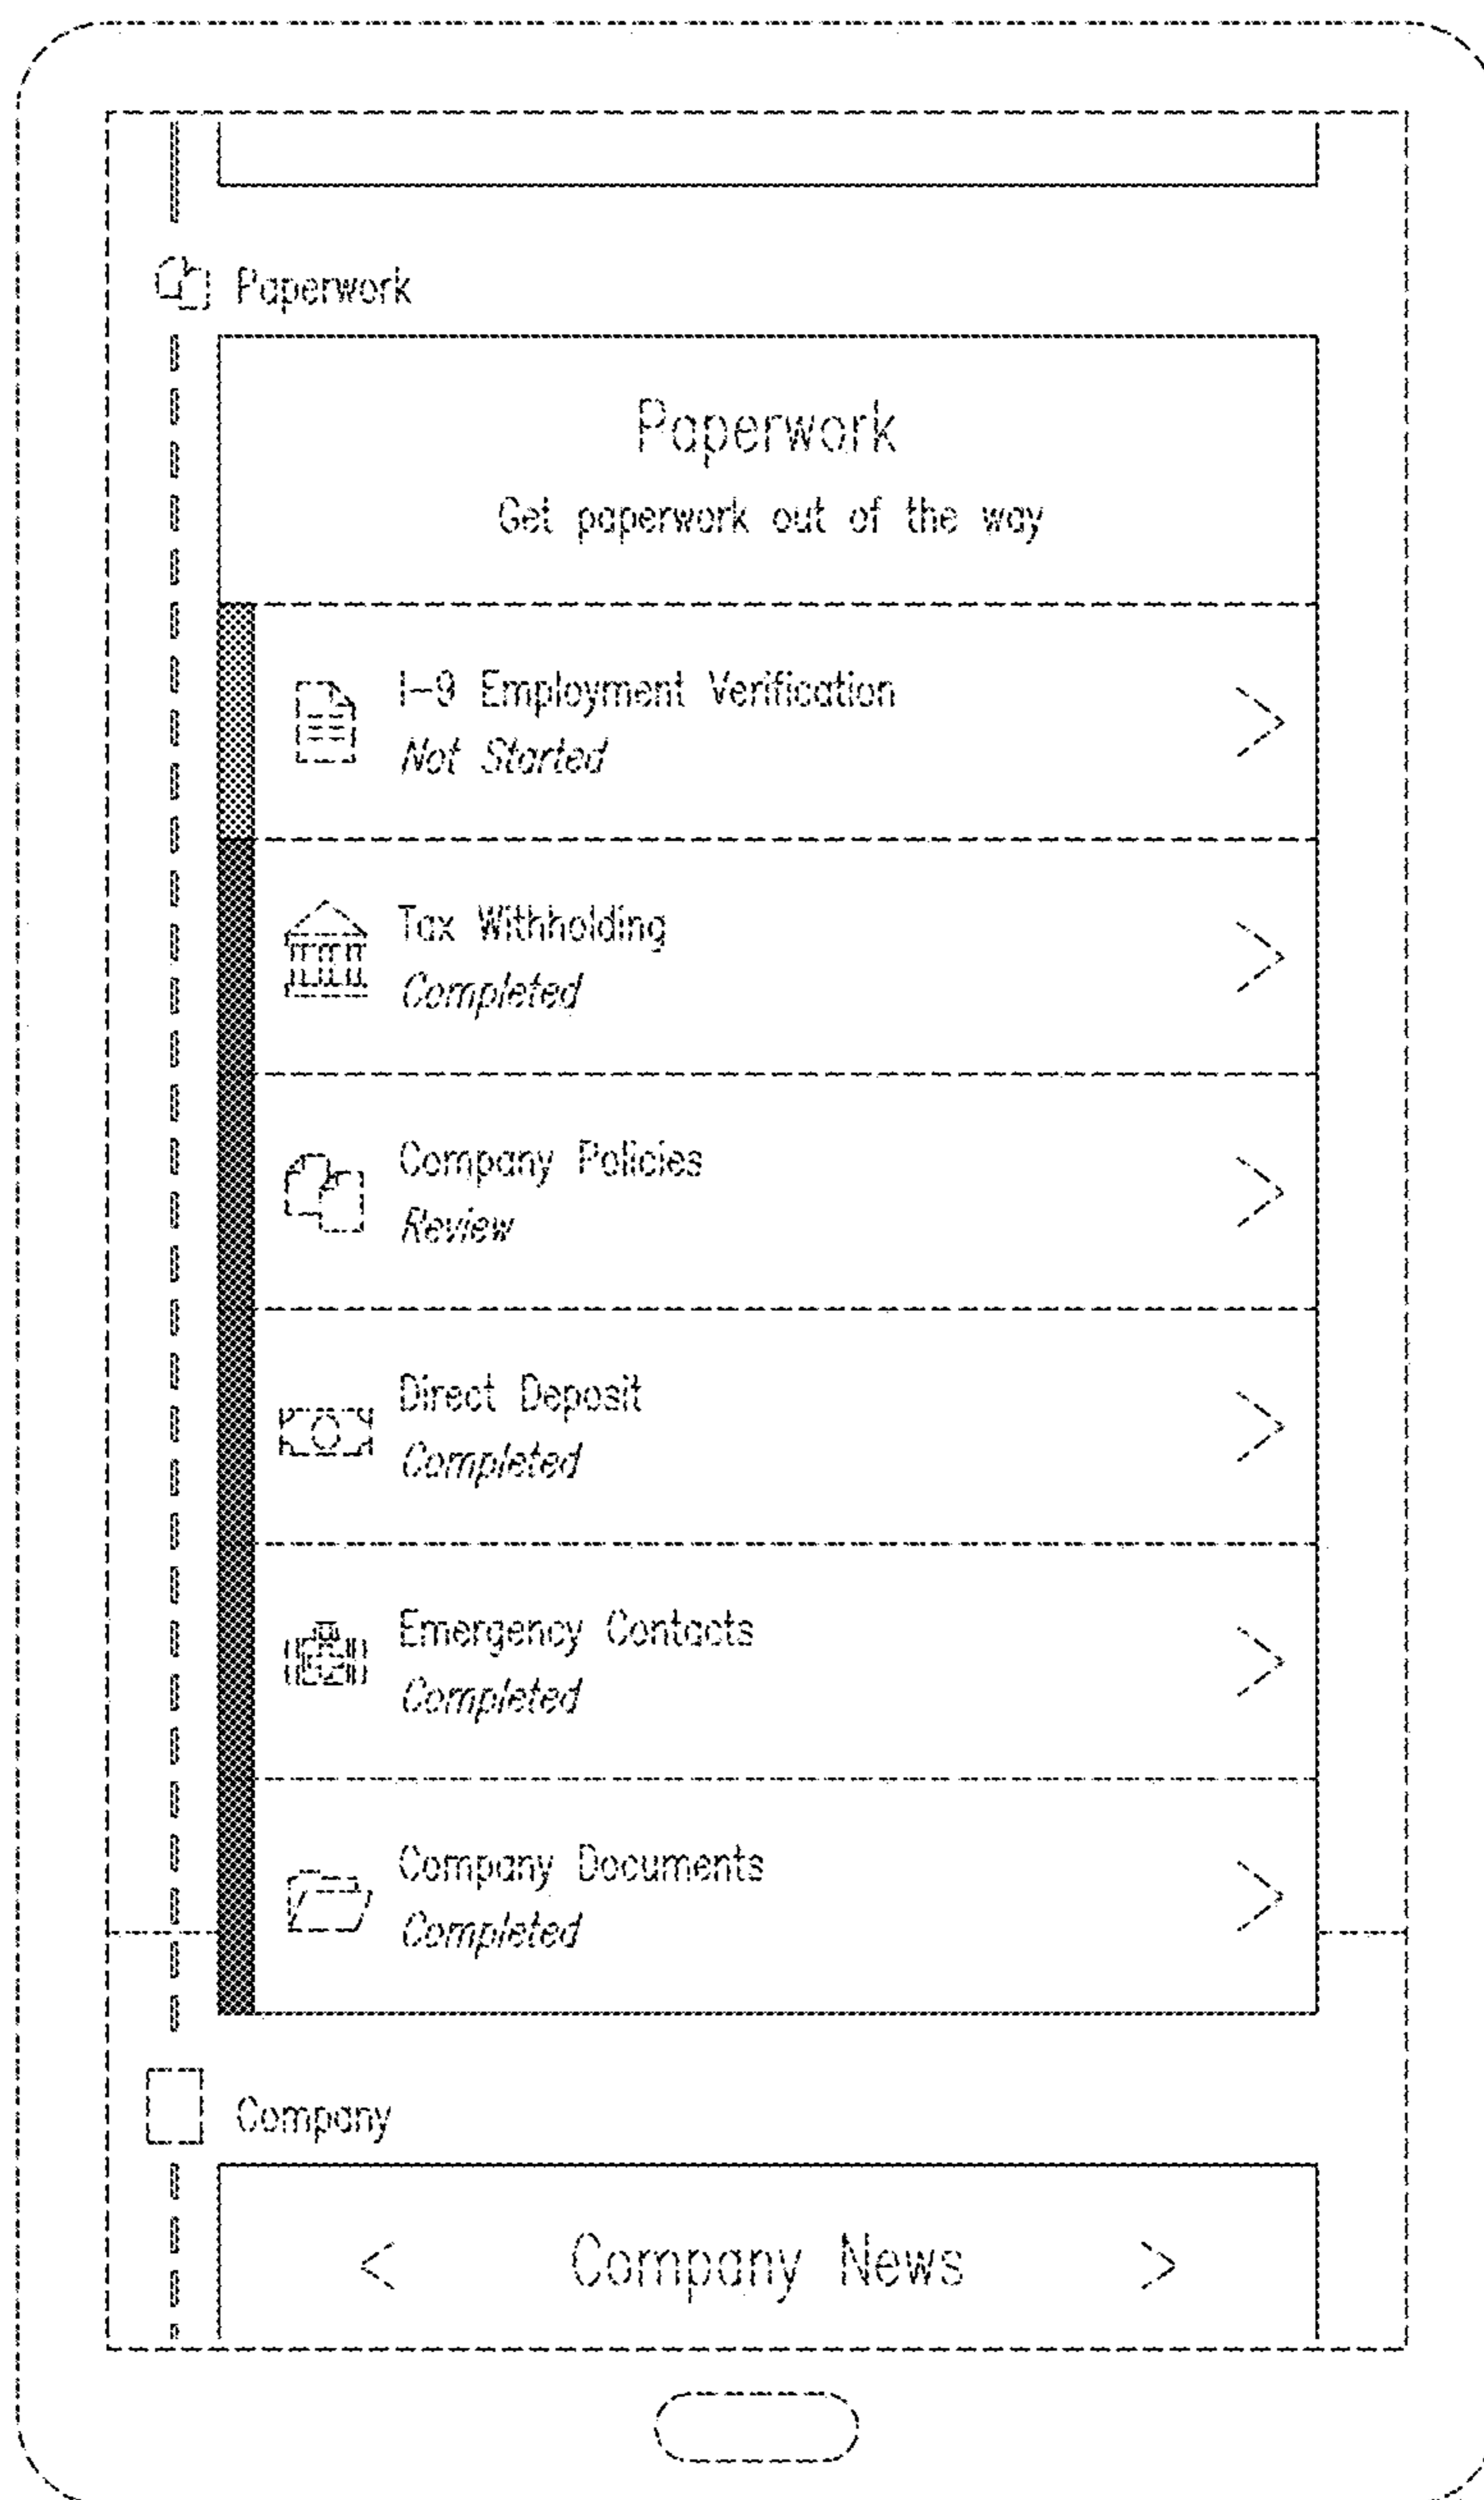 Paperwork
Paperwork
Get paperwork out of the way
I-9 Employment Verification
Not Started
Tax Withholding
Completed
Company Policies
Review
Direct Deposit
Completed
Emergency Contacts
Completed
Company Documents
Completed
Company
< Company News >